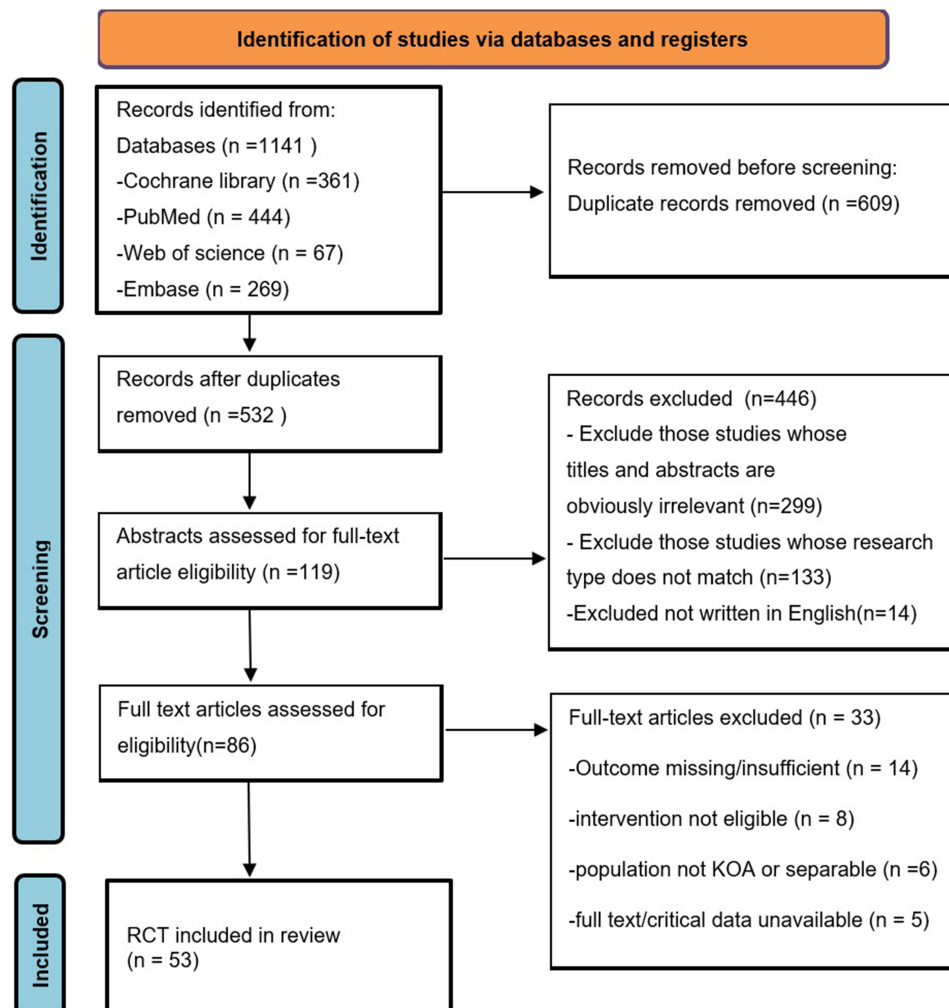 Identification of studies via databases and registers
Identification
Records identified from:
Databases (n =1141 )
-Cochrane library (n =361)
-PubMed (n = 444)
-Web of science (n = 67)
-Embase (n = 269)
Records removed before screening:
Duplicate records removed (n =609)
Screening
Records after duplicates
removed (n =532 )
Records excluded  (n=446)
- Exclude those studies whose
titles and abstracts are
obviously irrelevant (n=299)
- Exclude those studies whose research
type does not match (n=133)
-Excluded not written in English(n=14)
Abstracts assessed for full-text
article eligibility (n =119)
Full text articles assessed for
eligibility(n=86)
Full-text articles excluded (n = 33)
-Outcome missing/insufficient (n = 14)
-intervention not eligible (n = 8)
-population not KOA or separable (n =6)
-full text/critical data unavailable (n = 5)
Included
RCT included in review
(n = 53)